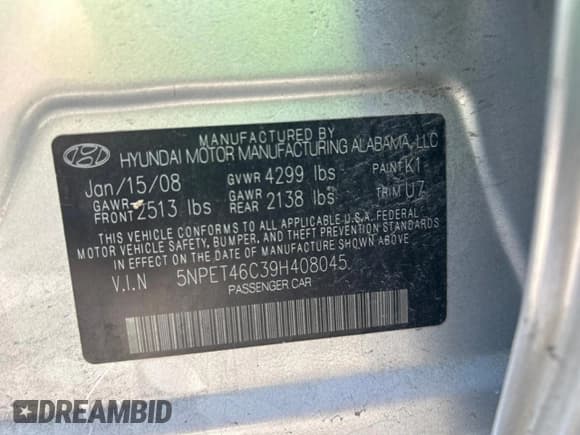 MANUFACTURED BY
HYUNDAI MOTOR MANUFACTURING ALABAMA, LLC
Jan/15/08 GVWR 4299 lbs PAINT K1
GAWR FRONT 2513 lbs GAWR REAR 2138 lbs TRIM U7
THIS VEHICLE CONFORMS TO ALL APPLICABLE U.S.A. FEDERAL
MOTOR VEHICLE SAFETY, BUMPER, AND THEFT PREVENTION STANDARDS
IN EFFECT ON THE DATE OF MANUFACTURE SHOWN ABOVE.
V.I.N 5NPET46C39H408045
PASSENGER CAR
DREAMBID